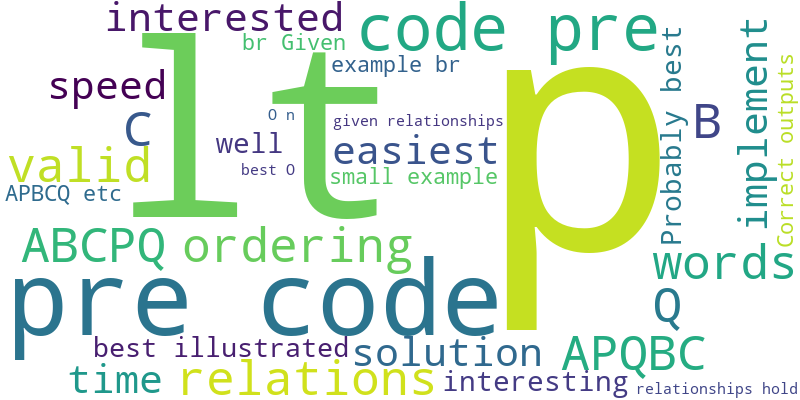 interested
code pre
br Given
lt
p
example br
speed
O n
given relationships
C
well
easiest
B
valid
best O
small example
APBCQ etc
Probably best
implement
Correct outputs
ABCPQ
ordering
words
pre code
Q
best illustrated
solution
APQBC
time
relations
interesting
relationships hold